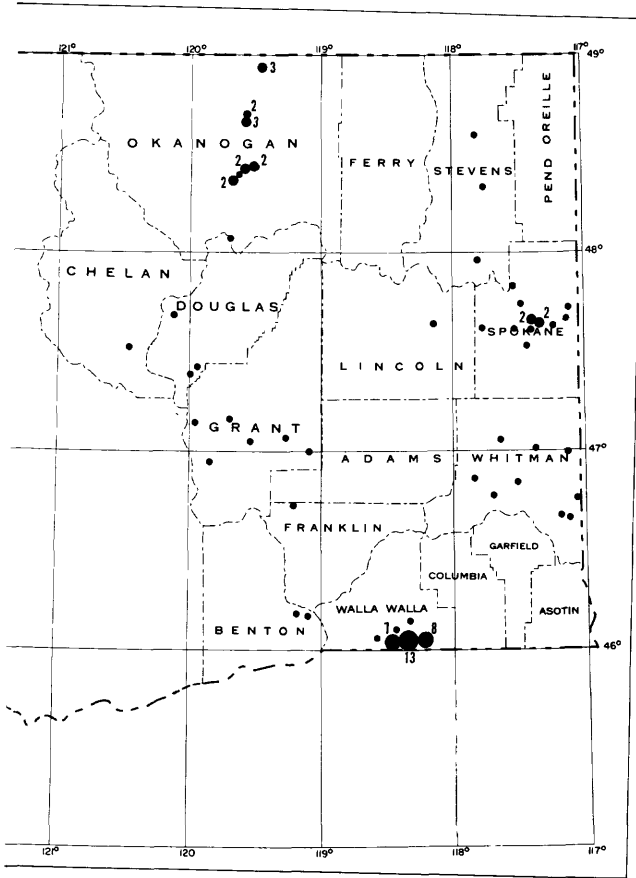 121° 120° 119° 118° 117°
49°
3
2
3
OKANOGAN
2 2
2
FERRY
STEVENS
PEND OREILLE
48°
CHELAN
DOUGLAS
2 2
SPOKANE
LINCOLN
GRANT
47°
ADAMS
WHITMAN
FRANKLIN
GARFIELD
COLUMBIA
WALLA WALLA
ASOTIN
BENTON
7 8
13
46°
121° 120° 119° 118° 117°